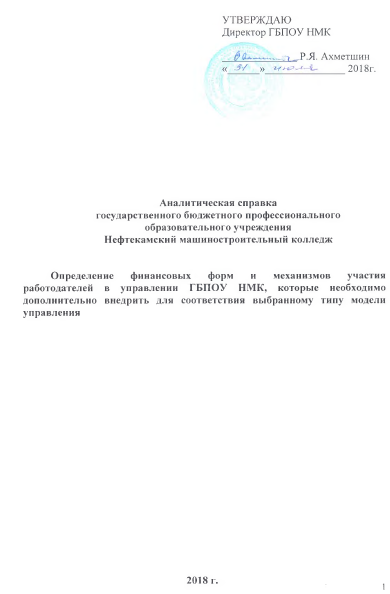 УТВЕРЖДАЮ
Директор ГБПОУ НМК
Р.Я. Ахметшин
« 31 » июля 2018г.
Аналитическая справка
государственного бюджетного профессионального
образовательного учреждения
Нефтекамский машиностроительный колледж
Определение финансовых форм и механизмов участия
работодателей в управлении ГБПОУ НМК, которые необходимо
дополнительно внедрить для соответствия выбранному типу модели
управления
2018 г.
1